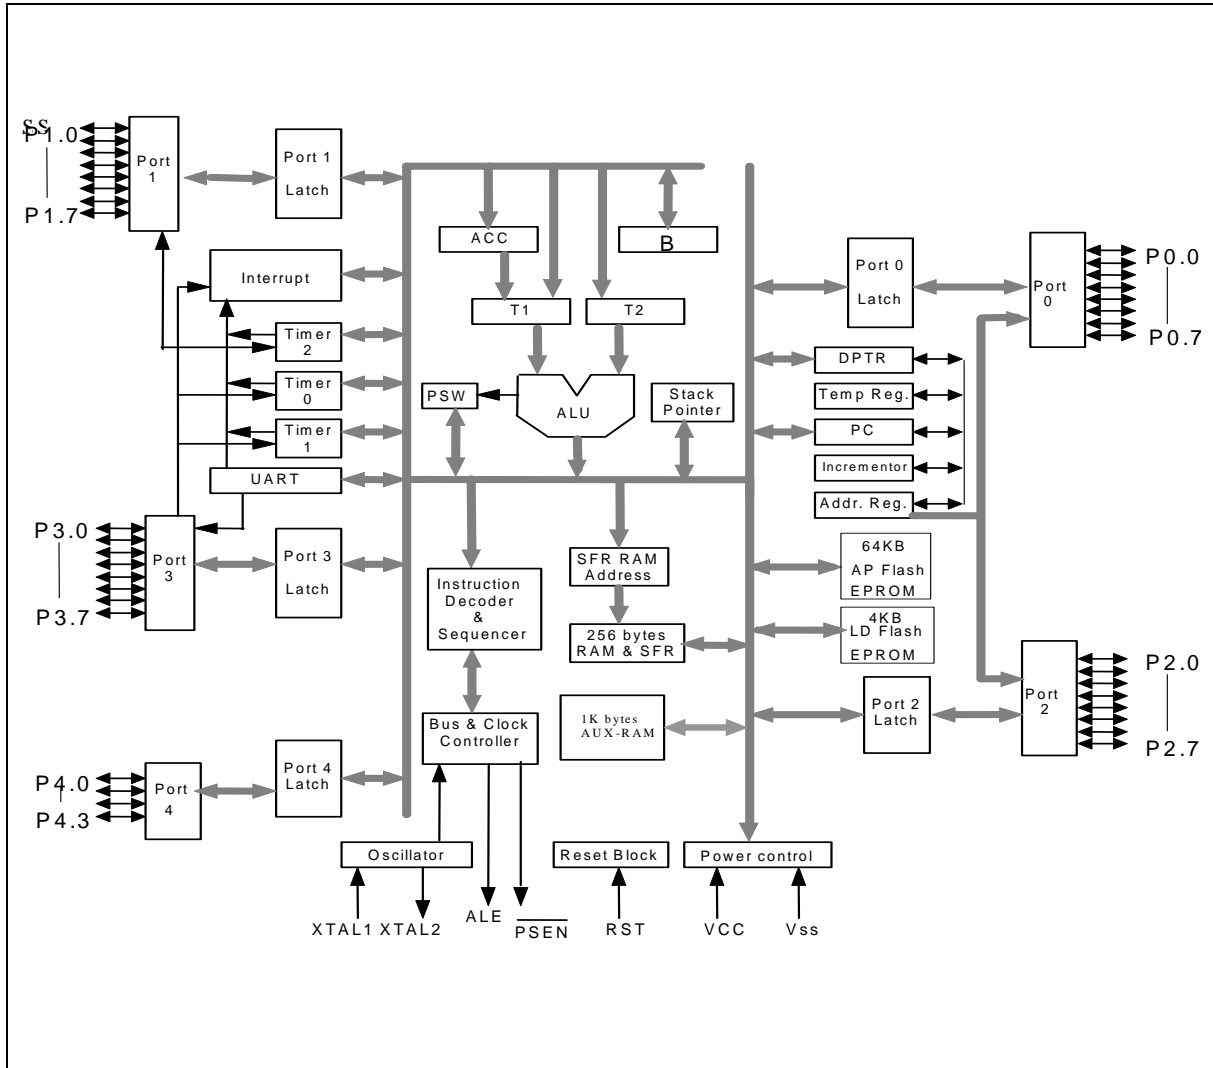 SS
P1.0
P1.7
Port
1
Port 1
Latch
ACC
B
Interrupt
T1
T2
Port 0
Latch
Port
0
P0.0
P0.7
Timer
2
Timer
0
Timer
1
UART
PSW
ALU
Stack
Pointer
DPTR
Temp Reg.
PC
Incrementor
Addr. Reg.
P3.0
P3.7
Port
3
Port 3
Latch
Instruction
Decoder
&
Sequencer
SFR RAM
Address
256 bytes
RAM & SFR
64KB
AP Flash
EPROM
4KB
LD Flash
EPROM
Port
2
P2.0
P2.7
Port 2
Latch
Bus & Clock
Controller
1K bytes
AUX-RAM
P4.0
P4.3
Port
4
Port 4
Latch
Oscillator
Reset Block
Power control
XTAL1
XTAL2
ALE
PSEN
RST
VCC
Vss